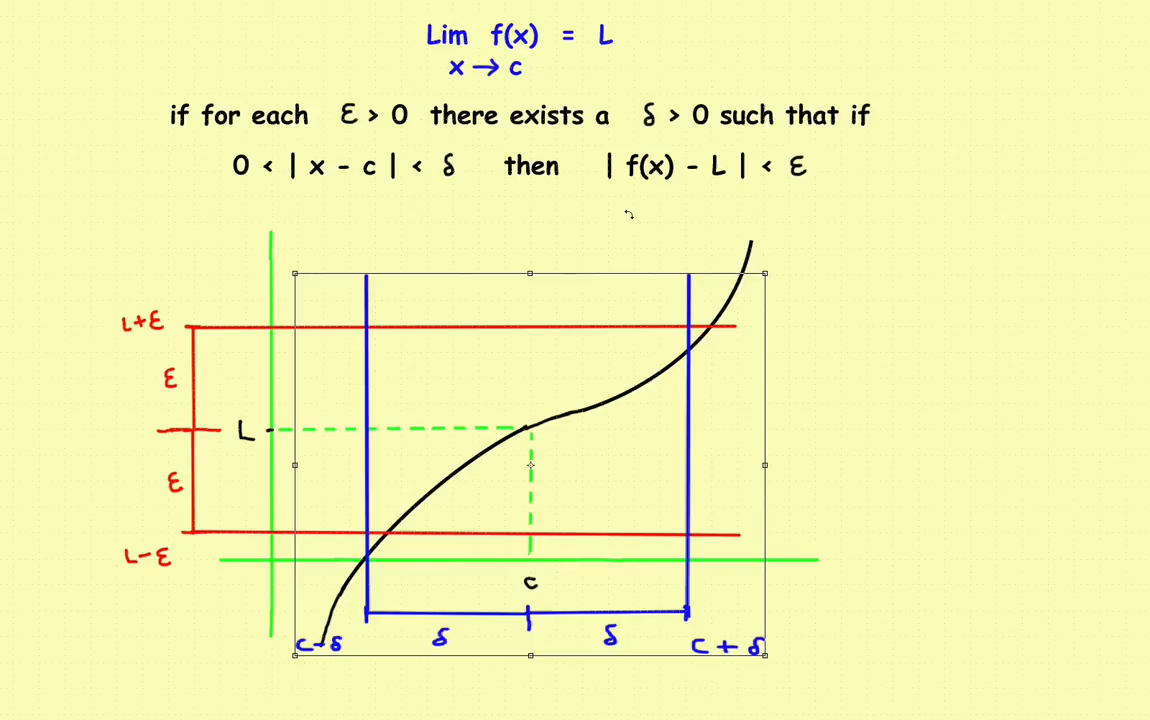 Lim f(x) = L
x → c
if for each ε > 0 there exists a δ > 0 such that if
0 < | x - c | < δ then | f(x) - L | < ε
L+ε
ε
L
ε
L-ε
c
δ δ
c-δ c+δ